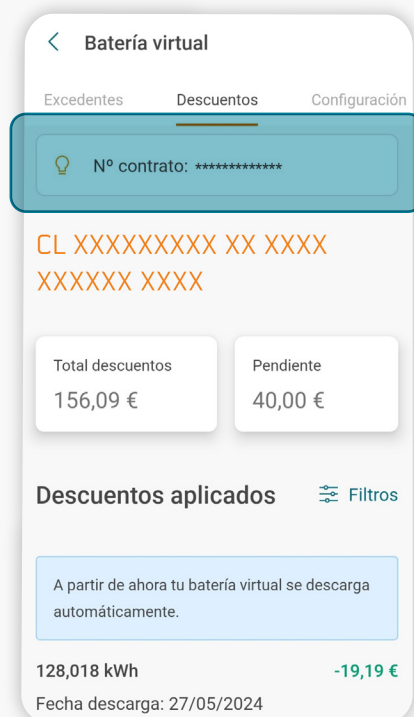 Batería virtual
Excedentes Descuentos Configuración
Nº contrato: *************
CL XXXXXXXXX XX XXXX
XXXXXX XXXX
Total descuentos Pendiente
156,09 € 40,00 €
Descuentos aplicados Filtros
A partir de ahora tu batería virtual se descarga
automáticamente.
128,018 kWh -19,19 €
Fecha descarga: 27/05/2024